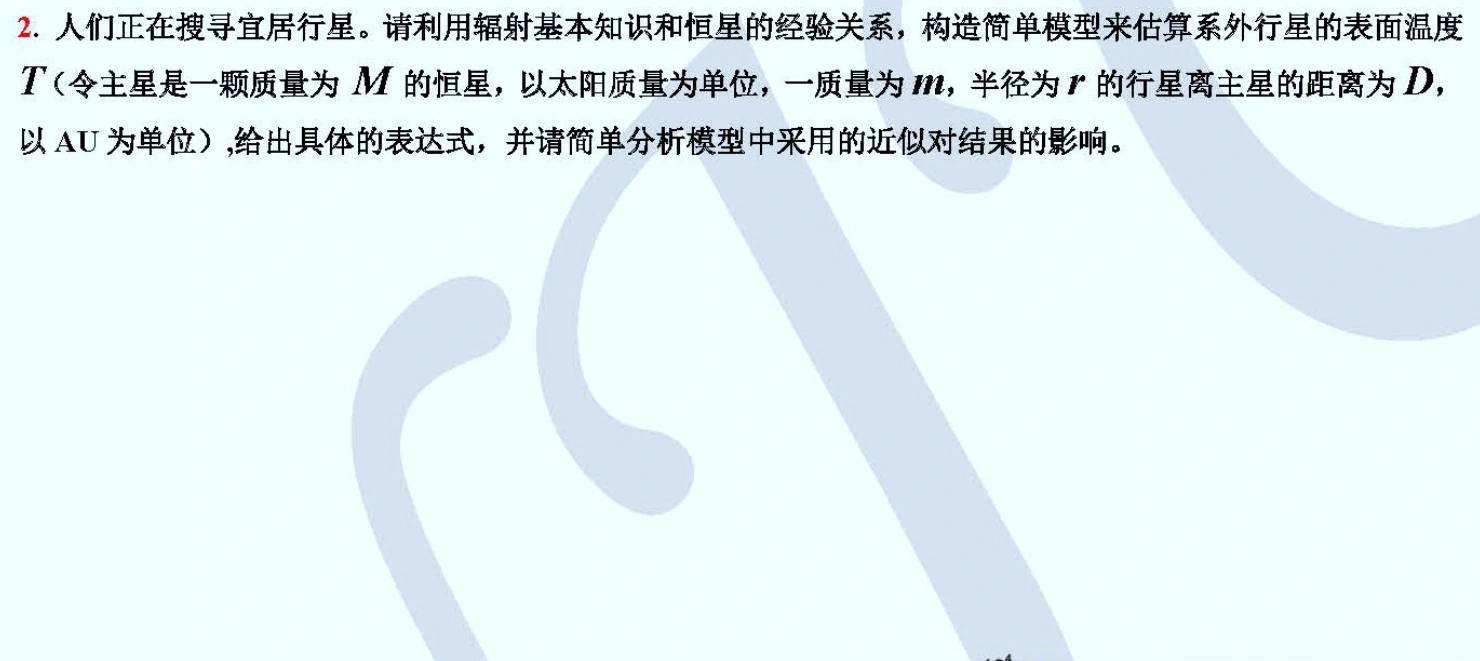 2. 人们正在搜寻宜居行星。请利用辐射基本知识和恒星的经验关系，构造简单模型来估算系外行星的表面温度
T（令主星是一颗质量为 M 的恒星，以太阳质量为单位，一质量为 m，半径为 r 的行星离主星的距离为 D，
以 AU 为单位）,给出具体的表达式，并请简单分析模型中采用的近似对结果的影响。